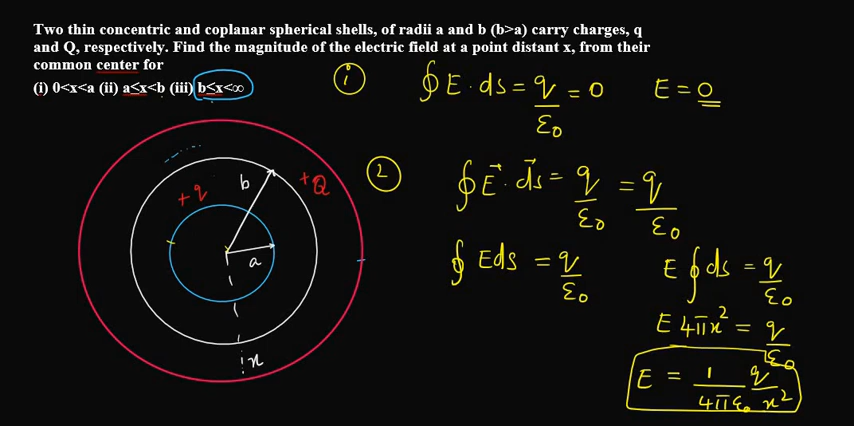 Two thin concentric and coplanar spherical shells, of radii a and b (b>a) carry charges, q
and Q, respectively. Find the magnitude of the electric field at a point distant x, from their
common center for
(i) 0<x<a (ii) a≤x<b (iii) b≤x<∞
i ∮ E · ds = q/ε0 = 0 E = 0
2 ∮ E⃗ · ds⃗ = q/ε0 = q/ε0
∮ Eds = q/ε0
E ∮ ds = q/ε0
E 4πx² = q/ε0
E = 1/4πε0 q/x²
+q
b
+Q
a
x